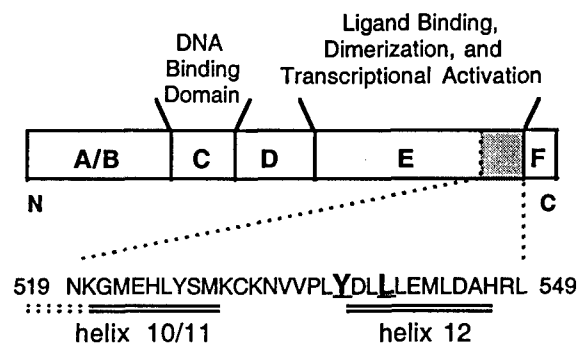 DNA
Binding
Domain
Ligand Binding,
Dimerization, and
Transcriptional Activation
A/B C D E F
N C
519 NKGMEHLYSMKCKNVVPLYDLLLEMLDAHRL 549
helix 10/11 helix 12